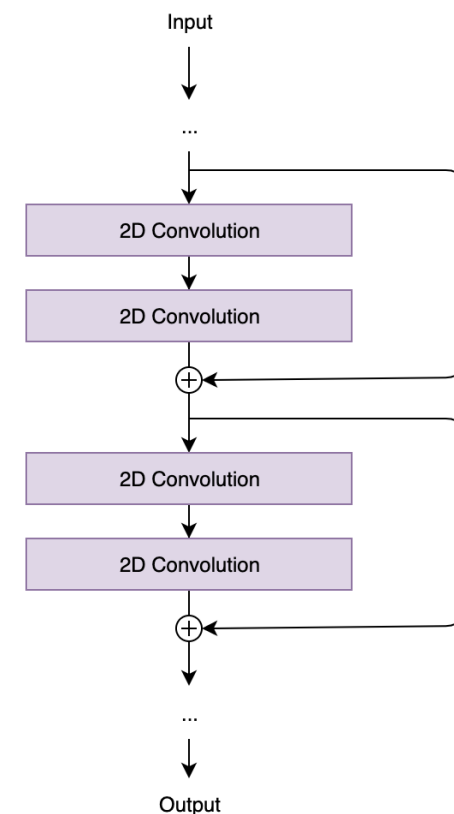 Input
...
2D Convolution
2D Convolution
+
2D Convolution
2D Convolution
+
...
Output